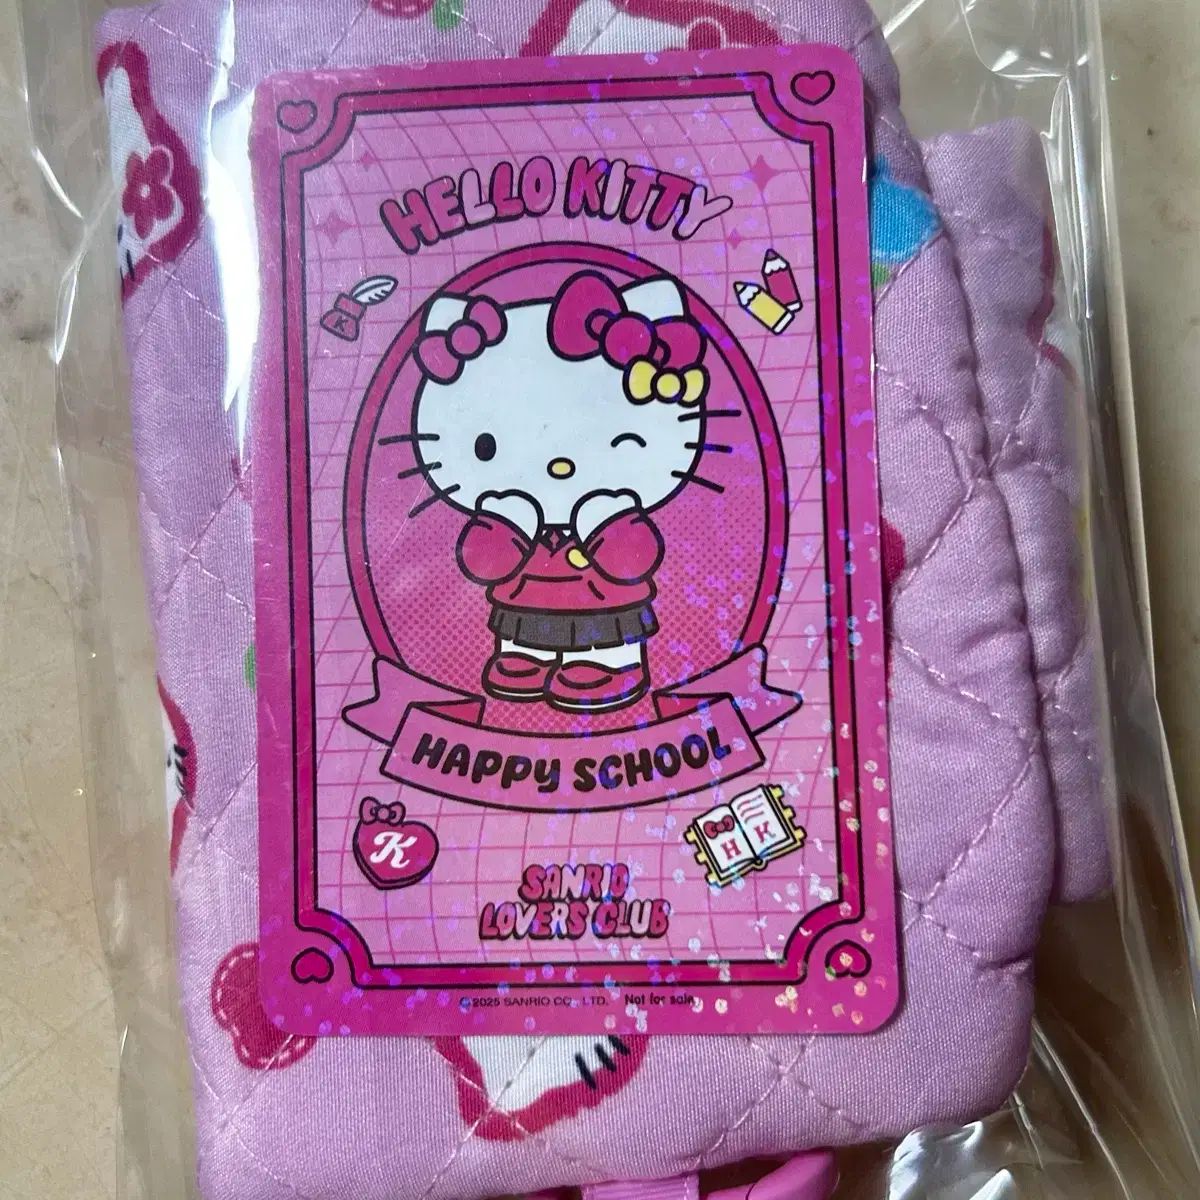 HELLO KITTY
K
HAPPY SCHOOL
K
H K
SANRIO
LOVERS CLUB
© 2025 SANRIO CO., LTD. Not for sale.